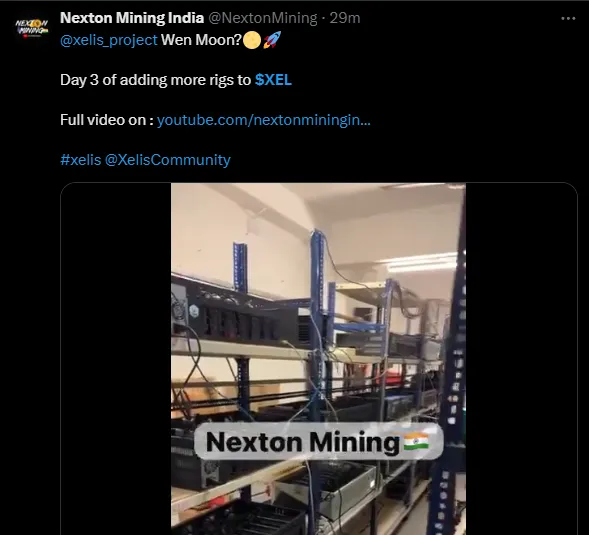 Nexton Mining India @NextonMining · 29m
@xelis_project Wen Moon?🌕🚀
Day 3 of adding more rigs to $XEL
Full video on : youtube.com/nextonminingin...
#xelis @XelisCommunity
Nexton Mining🇮🇳